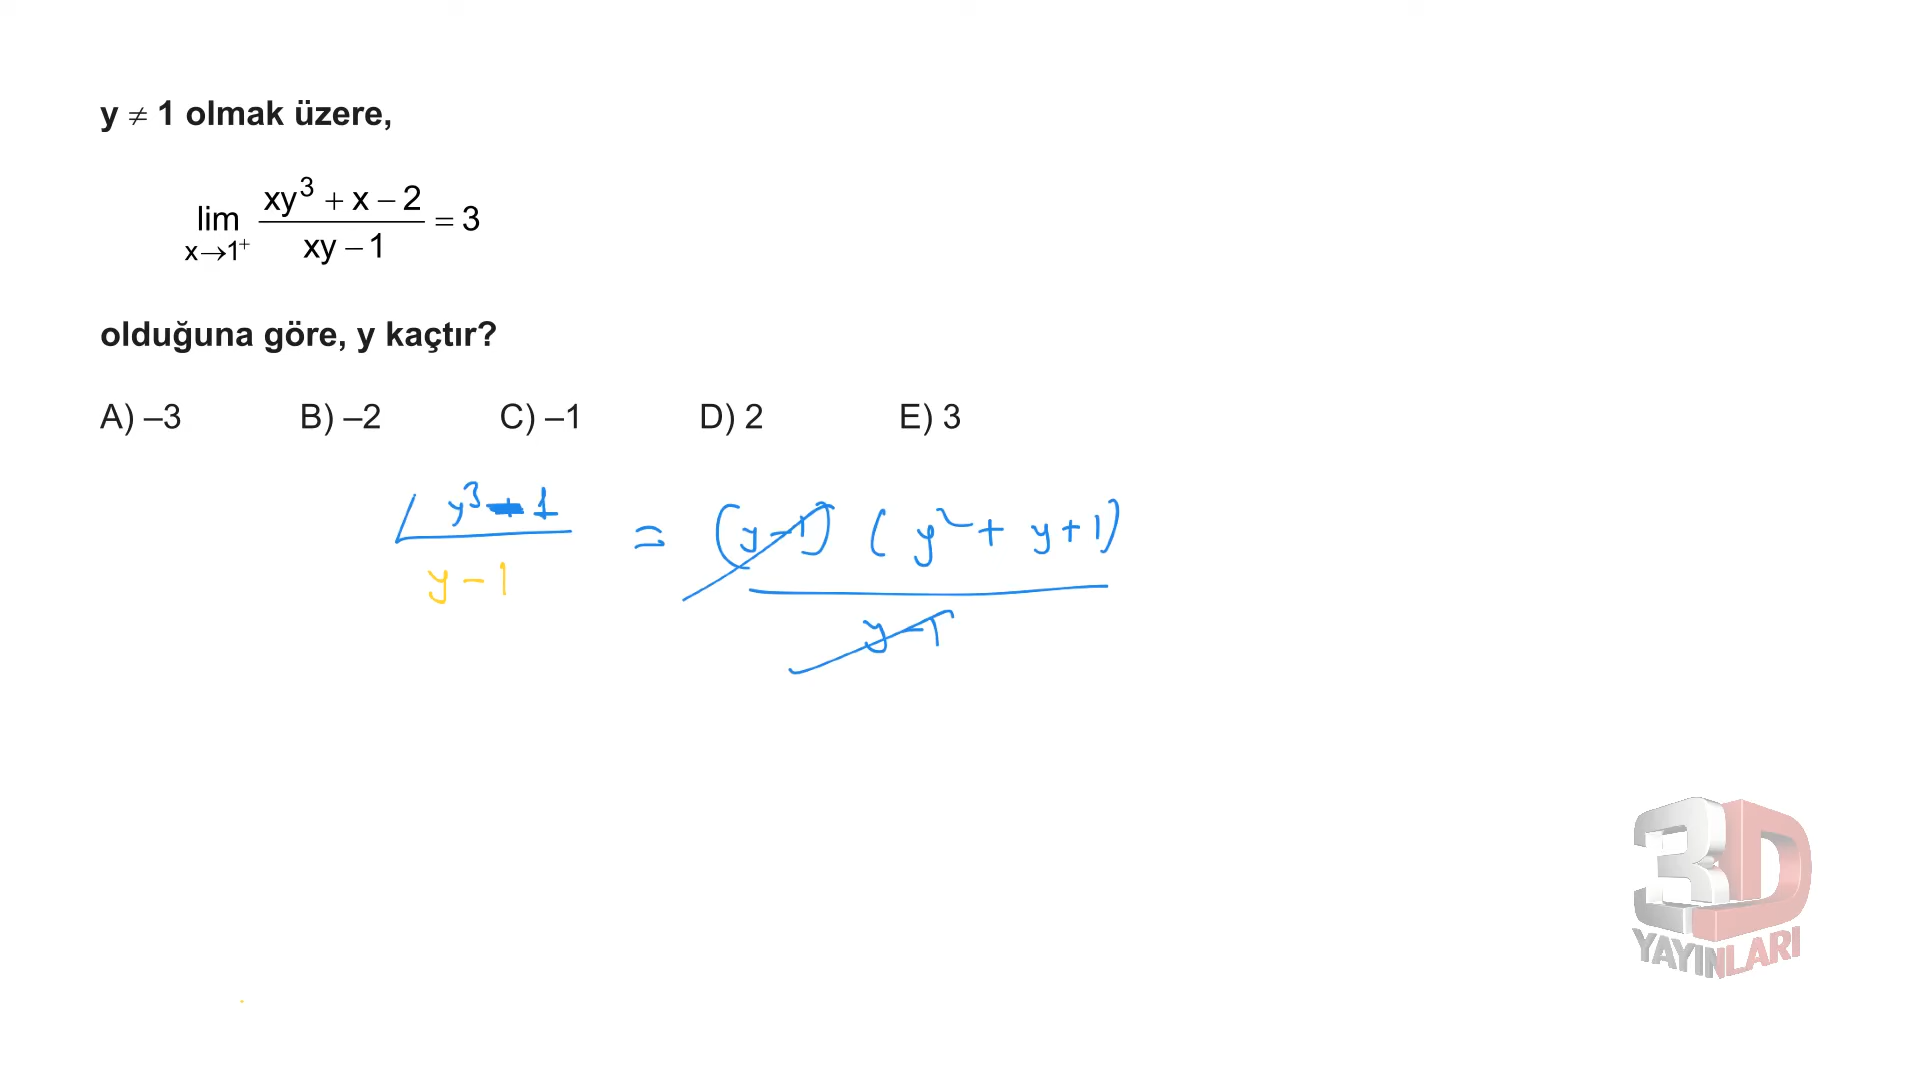 y ≠ 1 olmak üzere,
lim x→1⁺ (xy³ + x − 2)/(xy − 1) = 3
olduğuna göre, y kaçtır?
A) –3 B) –2 C) –1 D) 2 E) 3
y³ - 1 = (y-1) (y² + y + 1)
y - 1 y - 1
3D
YAYINLARI